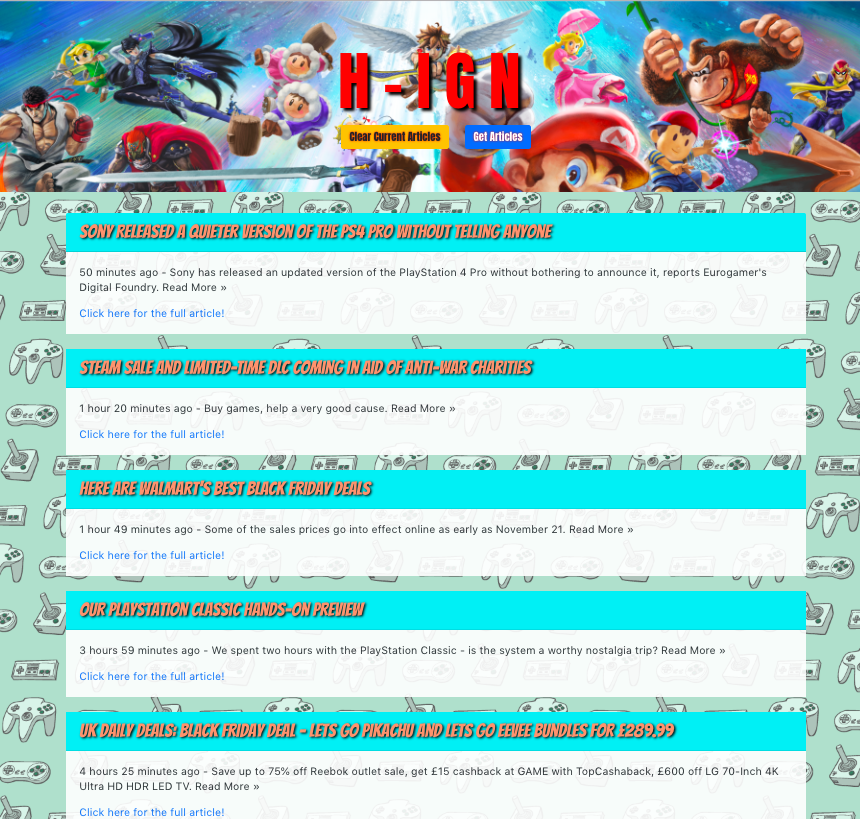 H-IGN
Clear Current Articles
Get Articles
SONY RELEASED A QUIETER VERSION OF THE PS4 PRO WITHOUT TELLING ANYONE
50 minutes ago - Sony has released an updated version of the PlayStation 4 Pro without bothering to announce it, reports Eurogamer's
Digital Foundry. Read More »
Click here for the full article!
STEAM SALE AND LIMITED-TIME DLC COMING IN AID OF ANTI-WAR CHARITIES
1 hour 20 minutes ago - Buy games, help a very good cause. Read More »
Click here for the full article!
HERE ARE WALMART'S BEST BLACK FRIDAY DEALS
1 hour 49 minutes ago - Some of the sales prices go into effect online as early as November 21. Read More »
Click here for the full article!
OUR PLAYSTATION CLASSIC HANDS-ON PREVIEW
3 hours 59 minutes ago - We spent two hours with the PlayStation Classic - is the system a worthy nostalgia trip? Read More »
Click here for the full article!
UK DAILY DEALS: BLACK FRIDAY DEAL - LETS GO PIKACHU AND LETS GO EEVEE BUNDLES FOR £289.99
4 hours 25 minutes ago - Save up to 75% off Reebok outlet sale, get £15 cashback at GAME with TopCashaback, £600 off LG 70-Inch 4K
Ultra HD HDR LED TV. Read More »
Click here for the full article!